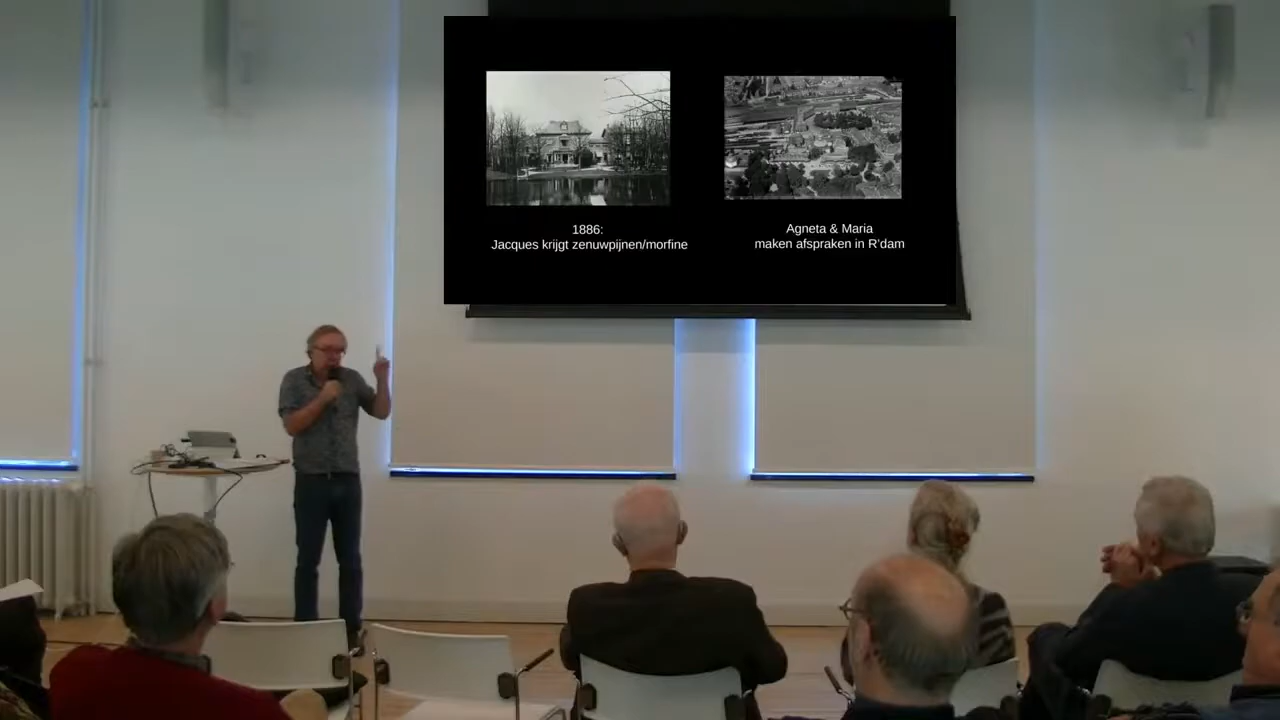 1886:
Jacques krijgt zenuwpijnen/morfine
Agneta & Maria
maken afspraken in R'dam